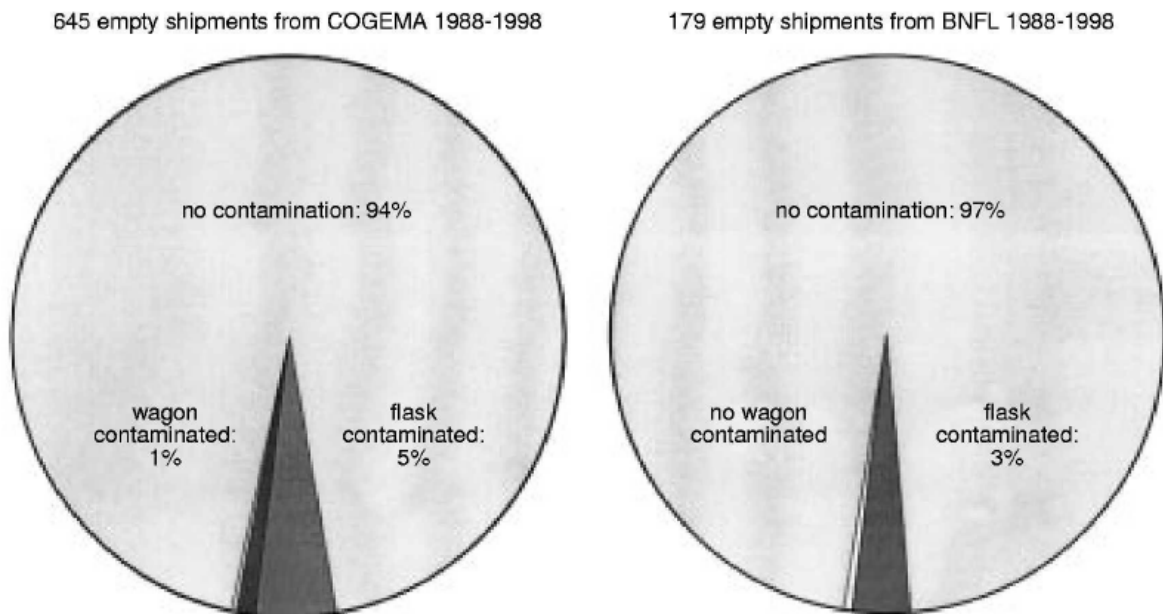 645 empty shipments from COGEMA 1988-1998
no contamination: 94%
wagon
contaminated:
1%
flask
contaminated:
5%
179 empty shipments from BNFL 1988-1998
no contamination: 97%
no wagon
contaminated
flask
contaminated:
3%